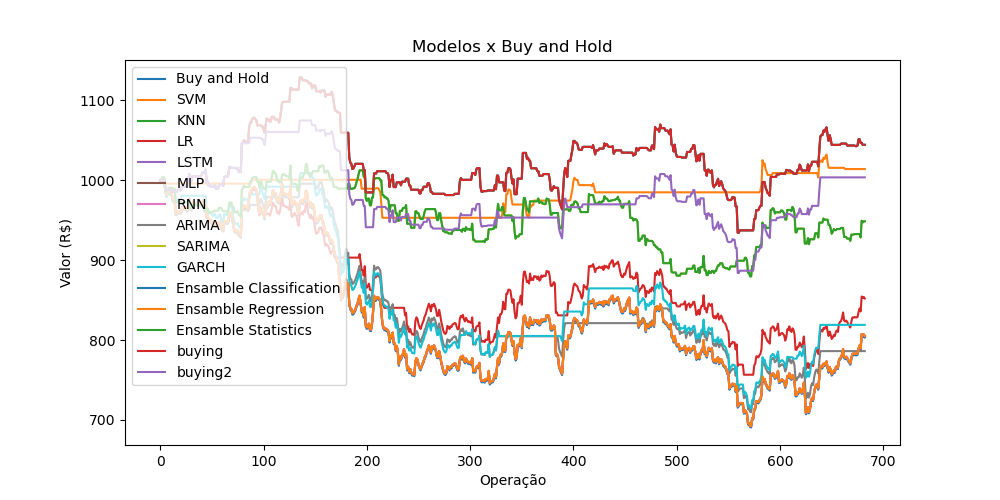 Modelos x Buy and Hold
Valor (R$)
1100
1000
900
800
700
Buy and Hold
SVM
KNN
LR
LSTM
MLP
RNN
ARIMA
SARIMA
GARCH
Ensamble Classification
Ensamble Regression
Ensamble Statistics
buying
buying2
0 100 200 300 400 500 600 700
Operação